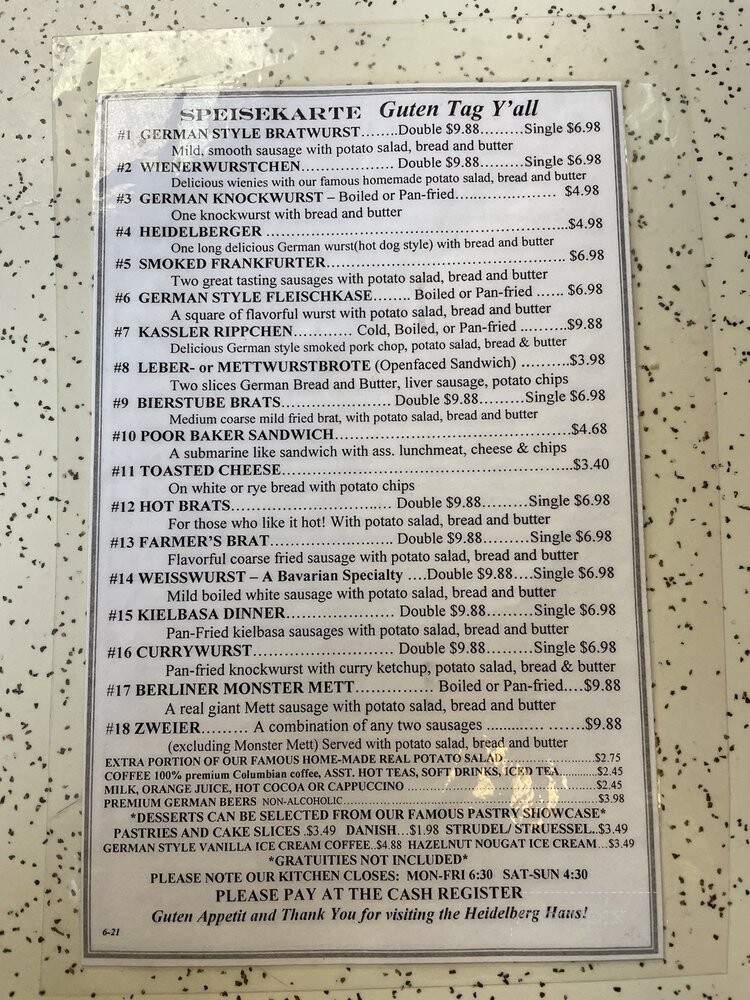 SPEISEKARTE Guten Tag Y'all
#1 GERMAN STYLE BRATWURST.......Double $9.88.........Single $6.98
Mild, smooth sausage with potato salad, bread and butter
#2 WIENERWURSTCHEN..................... Double $9.88.........Single $6.98
Delicious wienies with our famous homemade potato salad, bread and butter
#3 GERMAN KNOCKWURST – Boiled or Pan-fried....................... $4.98
One knockwurst with bread and butter
#4 HEIDELBERGER ....................................................................$4.98
One long delicious German wurst(hot dog style) with bread and butter
#5 SMOKED FRANKFURTER...................................................... $6.98
Two great tasting sausages with potato salad, bread and butter
#6 GERMAN STYLE FLEISCHKASE........ Boiled or Pan-fried ...... $6.98
A square of flavorful wurst with potato salad, bread and butter
#7 KASSLER RIPPCHEN............ Cold, Boiled, or Pan-fried ..........$9.88
Delicious German style smoked pork chop, potato salad, bread & butter
#8 LEBER- or METTWURSTBROTE (Openfaced Sandwich) ..........$3.98
Two slices German Bread and Butter, liver sausage, potato chips
#9 BIERSTUBE BRATS........................... Double $9.88.........Single $6.98
Medium coarse mild fried brat, with potato salad, bread and butter
#10 POOR BAKER SANDWICH......................................................$4.68
A submarine like sandwich with ass. lunchmeat, cheese & chips
#11 TOASTED CHEESE.................................................................$3.40
On white or rye bread with potato chips
#12 HOT BRATS.................................... Double $9.88.........Single $6.98
For those who like it hot! With potato salad, bread and butter
#13 FARMER'S BRAT........................... Double $9.88.........Single $6.98
Flavorful coarse fried sausage with potato salad, bread and butter
#14 WEISSWURST – A Bavarian Specialty ....Double $9.88....Single $6.98
Mild boiled white sausage with potato salad, bread and butter
#15 KIELBASA DINNER........................ Double $9.88.........Single $6.98
Pan-Fried kielbasa sausages with potato salad, bread and butter
#16 CURRYWURST............................... Double $9.88.........Single $6.98
Pan-fried knockwurst with curry ketchup, potato salad, bread & butter
#17 BERLINER MONSTER METT................. Boiled or Pan-fried....$9.88
A real giant Mett sausage with potato salad, bread and butter
#18 ZWEIER......... A combination of any two sausages .............. .......$9.88
(excluding Monster Mett) Served with potato salad, bread and butter
EXTRA PORTION OF OUR FAMOUS HOME-MADE REAL POTATO SALAD..........................$2.75
COFFEE 100% premium Columbian coffee, ASST. HOT TEAS, SOFT DRINKS, ICED TEA..........$2.45
MILK, ORANGE JUICE, HOT COCOA OR CAPPUCCINO .....................................................$2.45
PREMIUM GERMAN BEERS NON-ALCOHOLIC.....................................................................$3.98
*DESSERTS CAN BE SELECTED FROM OUR FAMOUS PASTRY SHOWCASE*
PASTRIES AND CAKE SLICES .$3.49 DANISH...$1.98 STRUDEL/ STRUESSEL..$3.49
GERMAN STYLE VANILLA ICE CREAM COFFEE..$4.88 HAZELNUT NOUGAT ICE CREAM...$3.49
*GRATUITIES NOT INCLUDED*
PLEASE NOTE OUR KITCHEN CLOSES: MON-FRI 6:30 SAT-SUN 4:30
PLEASE PAY AT THE CASH REGISTER
Guten Appetit and Thank You for visiting the Heidelberg Haus!
6-21